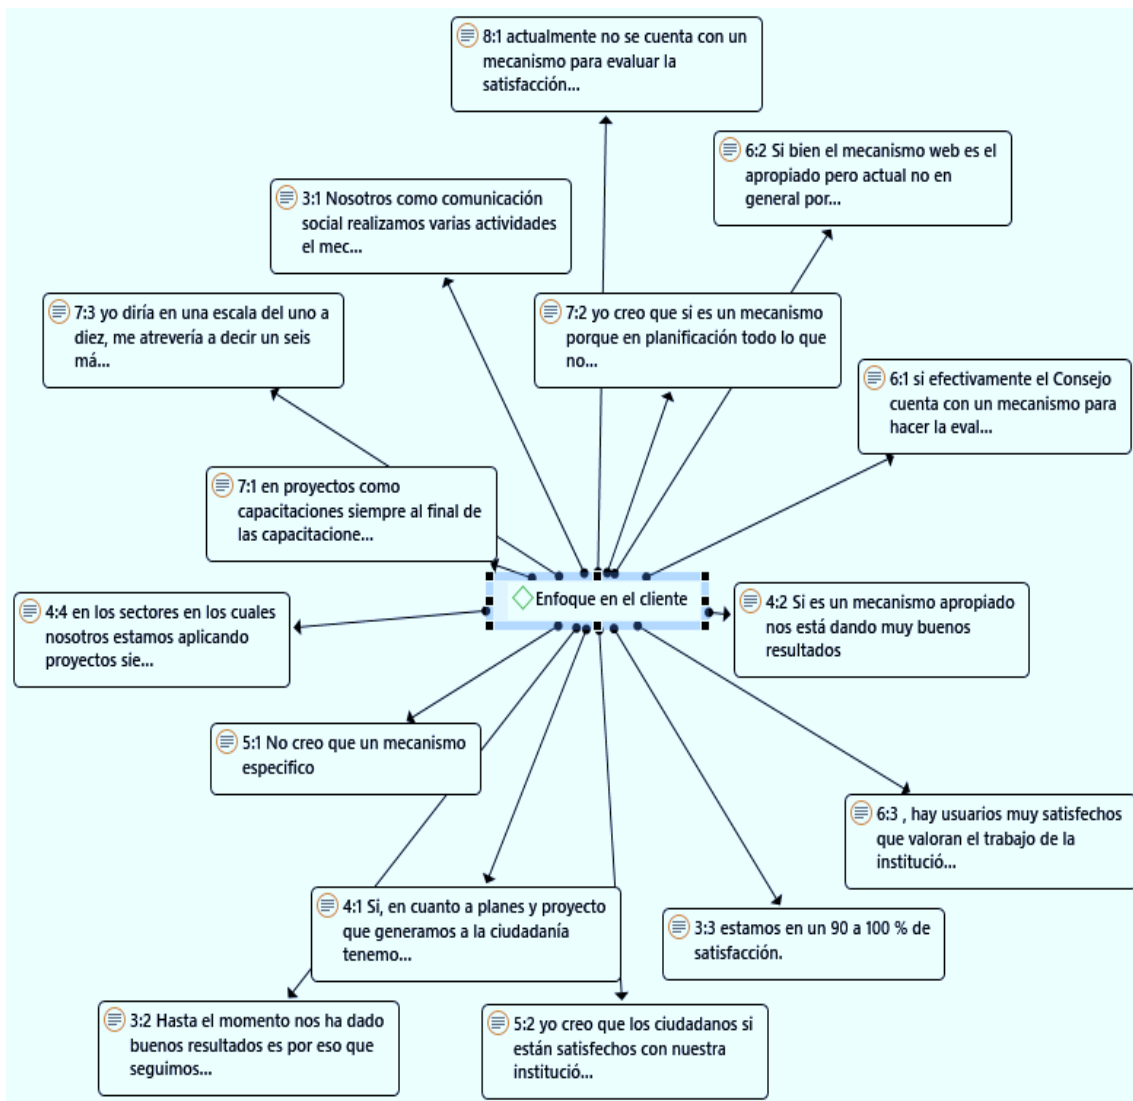 8:1 actualmente no se cuenta con un
mecanismo para evaluar la
satisfacción...
6:2 Si bien el mecanismo web es el
apropiado pero actual no en
general por...
3:1 Nosotros como comunicación
social realizamos varias actividades
el mec...
7:3 yo diría en una escala del uno a
diez, me atrevería a decir un seis
má...
7:2 yo creo que si es un mecanismo
porque en planificación todo lo que
no...
6:1 si efectivamente el Consejo
cuenta con un mecanismo para
hacer la eval...
7:1 en proyectos como
capacitaciones siempre al final de
las capacitacione...
Enfoque en el cliente
4:4 en los sectores en los cuales
nosotros estamos aplicando
proyectos sie...
4:2 Si es un mecanismo apropiado
nos está dando muy buenos
resultados
5:1 No creo que un mecanismo
especifico
6:3 , hay usuarios muy satisfechos
que valoran el trabajo de la
institució...
4:1 Si, en cuanto a planes y proyecto
que generamos a la ciudadanía
tenemo...
3:3 estamos en un 90 a 100 % de
satisfacción.
3:2 Hasta el momento nos ha dado
buenos resultados es por eso que
seguimos...
5:2 yo creo que los ciudadanos si
están satisfechos con nuestra
institució...